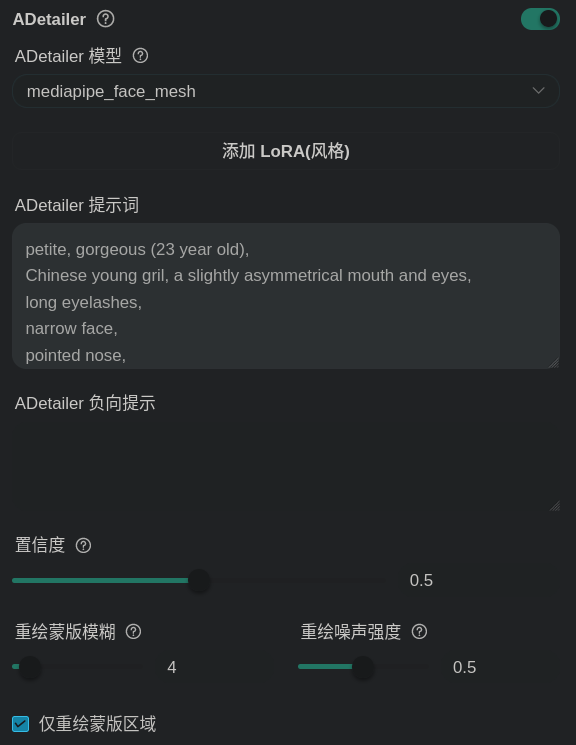 ADetailer
ADetailer 模型
mediapipe_face_mesh
添加 LoRA(风格)
ADetailer 提示词
petite, gorgeous (23 year old),
Chinese young gril, a slightly asymmetrical mouth and eyes,
long eyelashes,
narrow face,
pointed nose,
ADetailer 负向提示
置信度
0.5
重绘蒙版模糊 重绘噪声强度
4 0.5
仅重绘蒙版区域